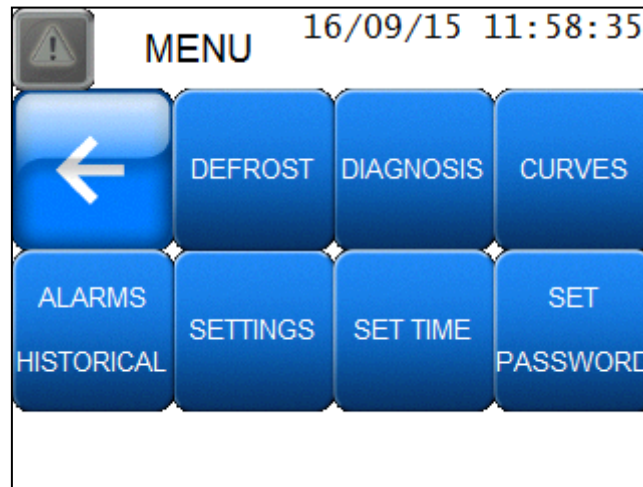 MENU 16/09/15 11:58:35
DEFROST DIAGNOSIS CURVES
ALARMS
HISTORICAL
SETTINGS
SET TIME
SET
PASSWORD